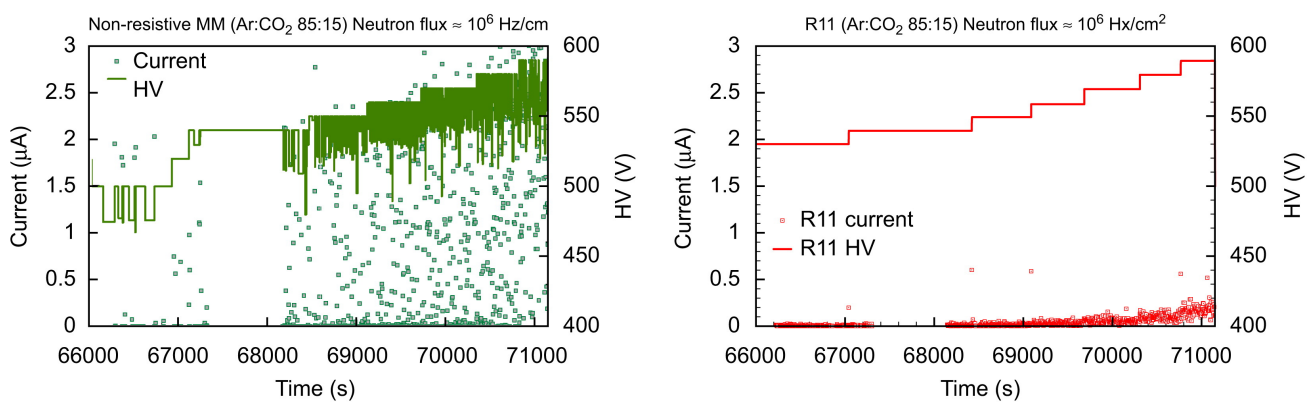 Non-resistive MM (Ar:CO2 85:15) Neutron flux ≈ 10^6 Hz/cm
3
2.5
2
1.5
1
0.5
0
Current (μA)
Current
HV
600
550
500
450
400
HV (V)
66000 67000 68000 69000 70000 71000
Time (s)
R11 (Ar:CO2 85:15) Neutron flux ≈ 10^6 Hx/cm^2
3
2.5
2
1.5
1
0.5
0
Current (μA)
R11 current
R11 HV
600
550
500
450
400
HV (V)
66000 67000 68000 69000 70000 71000
Time (s)